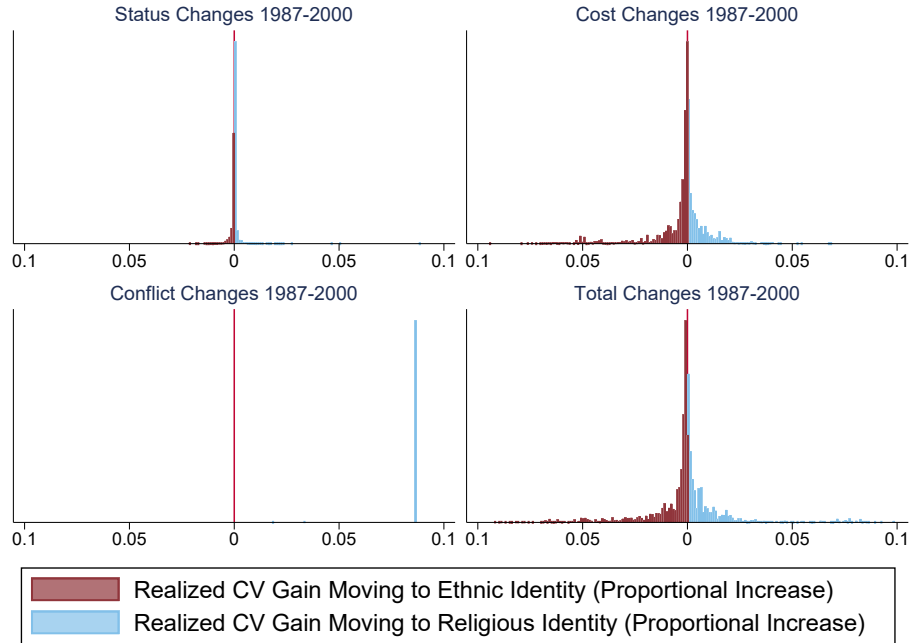 Status Changes 1987-2000
Cost Changes 1987-2000
0.1 0.05 0 0.05 0.1
0.1 0.05 0 0.05 0.1
Conflict Changes 1987-2000
Total Changes 1987-2000
0.1 0.05 0 0.05 0.1
0.1 0.05 0 0.05 0.1
Realized CV Gain Moving to Ethnic Identity (Proportional Increase)
Realized CV Gain Moving to Religious Identity (Proportional Increase)